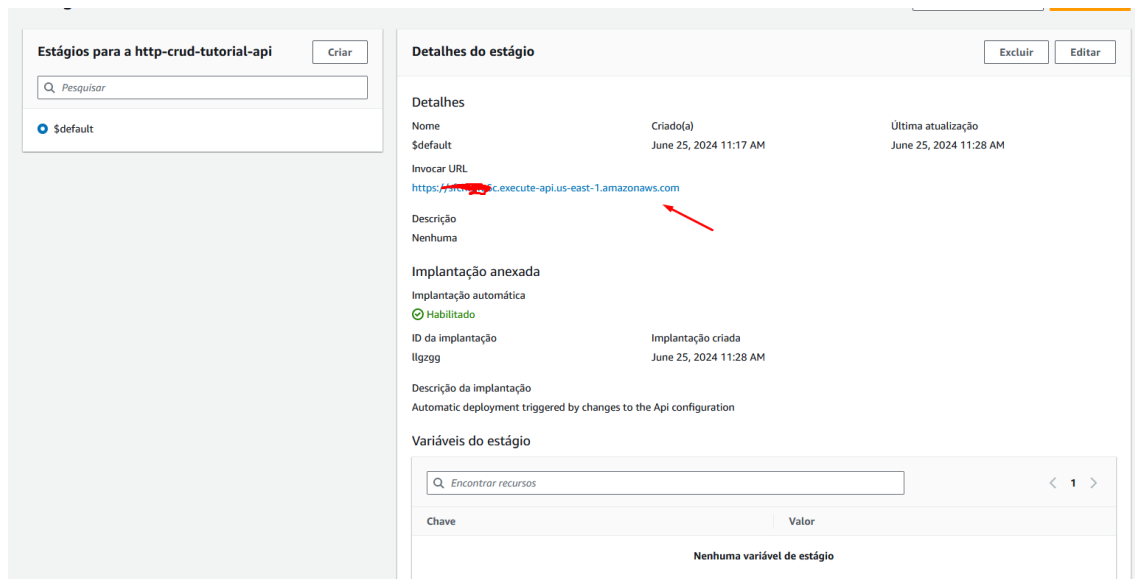 Estágios para a http-crud-tutorial-api
Criar
Pesquisar
$default
Detalhes do estágio
Excluir
Editar
Detalhes
Nome
Criado(a)
Última atualização
$default
June 25, 2024 11:17 AM
June 25, 2024 11:28 AM
Invocar URL
https:/ c.execute-api.us-east-1.amazonaws.com
Descrição
Nenhuma
Implantação anexada
Implantação automática
Habilitado
ID da implantação
Implantação criada
llgzgg
June 25, 2024 11:28 AM
Descrição da implantação
Automatic deployment triggered by changes to the Api configuration
Variáveis do estágio
Encontrar recursos
1
Chave
Valor
Nenhuma variável de estágio